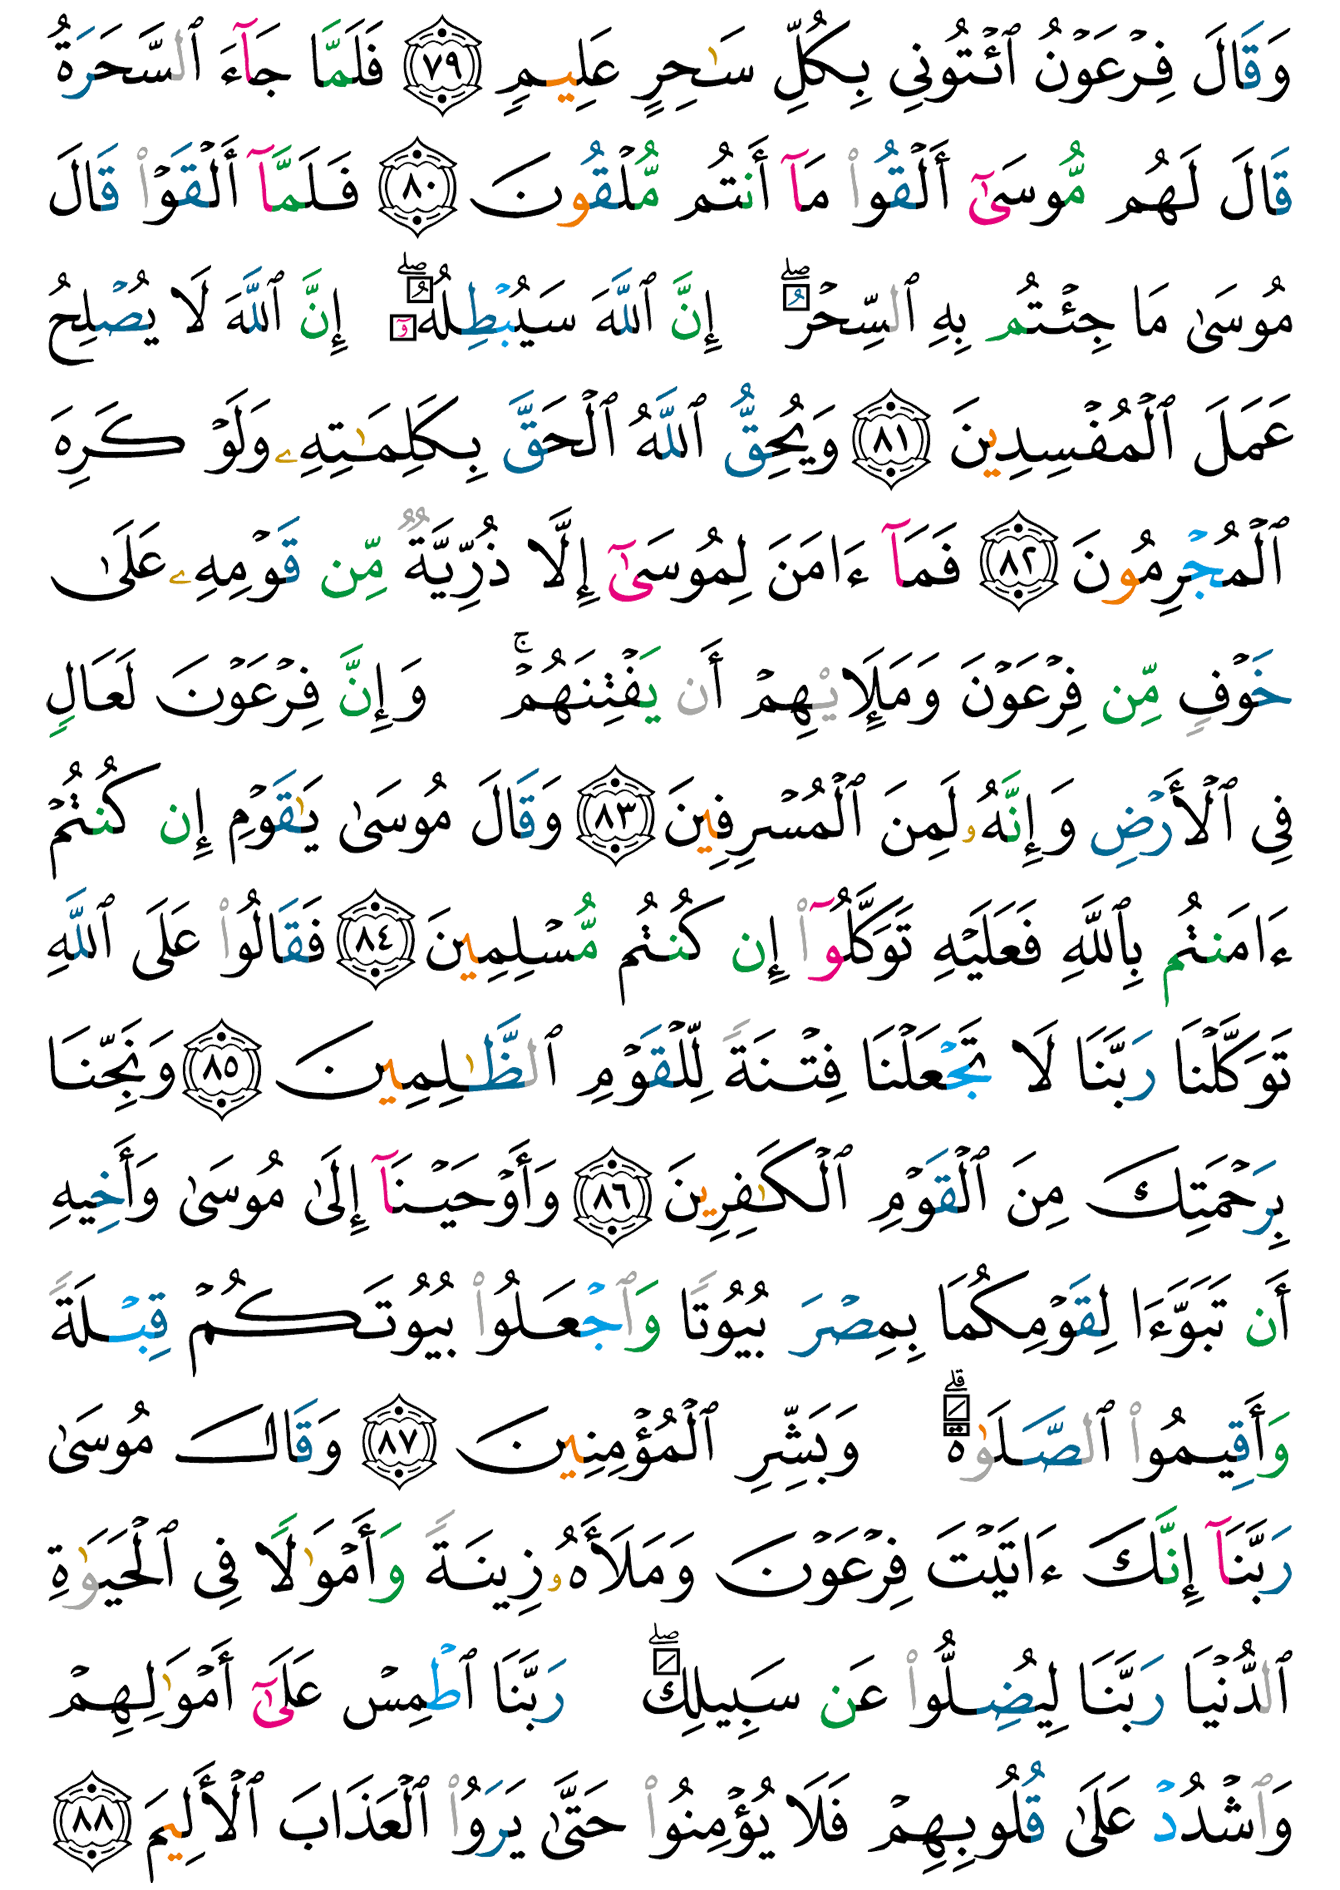 وَقَالَ فِرْعَوْنُ ٱئْتُونِى بِكُلِّ سَـٰحِرٍ عَلِيمٍ ٧٩ فَلَمَّا جَآءَ ٱلسَّحَرَةُ
قَالَ لَهُم مُّوسَىٰٓ أَلْقُوا۟ مَآ أَنتُم مُّلْقُونَ ٨٠ فَلَمَّآ أَلْقَوْا۟ قَالَ
مُوسَىٰ مَا جِئْتُم بِهِ ٱلسِّحْرُ ۖ إِنَّ ٱللَّهَ سَيُبْطِلُهُۥٓ ۖ إِنَّ ٱللَّهَ لَا يُصْلِحُ
عَمَلَ ٱلْمُفْسِدِينَ ٨١ وَيُحِقُّ ٱللَّهُ ٱلْحَقَّ بِكَلِمَـٰتِهِۦ وَلَوْ كَرِهَ
ٱلْمُجْرِمُونَ ٨٢ فَمَآ ءَامَنَ لِمُوسَىٰٓ إِلَّا ذُرِّيَّةٌ مِّن قَوْمِهِۦ عَلَىٰ
خَوْفٍ مِّن فِرْعَوْنَ وَمَلَإِي۟هِمْ أَن يَفْتِنَهُمْ ۚ وَإِنَّ فِرْعَوْنَ لَعَالٍ
فِى ٱلْأَرْضِ وَإِنَّهُۥ لَمِنَ ٱلْمُسْرِفِينَ ٨٣ وَقَالَ مُوسَىٰ يَـٰقَوْمِ إِن كُنتُمْ
ءَامَنتُم بِٱللَّهِ فَعَلَيْهِ تَوَكَّلُوٓا۟ إِن كُنتُم مُّسْلِمِينَ ٨٤ فَقَالُوا۟ عَلَى ٱللَّهِ
تَوَكَّلْنَا رَبَّنَا لَا تَجْعَلْنَا فِتْنَةً لِّلْقَوْمِ ٱلظَّـٰلِمِينَ ٨٥ وَنَجِّنَا
بِرَحْمَتِكَ مِنَ ٱلْقَوْمِ ٱلْكَـٰفِرِينَ ٨٦ وَأَوْحَيْنَآ إِلَىٰ مُوسَىٰ وَأَخِيهِ
أَن تَبَوَّءَا لِقَوْمِكُمَا بِمِصْرَ بُيُوتًا وَٱجْعَلُوا۟ بُيُوتَكُمْ قِبْلَةً
وَأَقِيمُوا۟ ٱلصَّلَوٰةَ ۗ وَبَشِّرِ ٱلْمُؤْمِنِينَ ٨٧ وَقَالَ مُوسَىٰ
رَبَّنَآ إِنَّكَ ءَاتَيْتَ فِرْعَوْنَ وَمَلَأَهُۥ زِينَةً وَأَمْوَٰلًا فِى ٱلْحَيَوٰةِ
ٱلدُّنْيَا رَبَّنَا لِيُضِلُّوا۟ عَن سَبِيلِكَ ۖ رَبَّنَا ٱطْمِسْ عَلَىٰٓ أَمْوَٰلِهِمْ
وَٱشْدُدْ عَلَىٰ قُلُوبِهِمْ فَلَا يُؤْمِنُوا۟ حَتَّىٰ يَرَوُا۟ ٱلْعَذَابَ ٱلْأَلِيمَ ٨٨